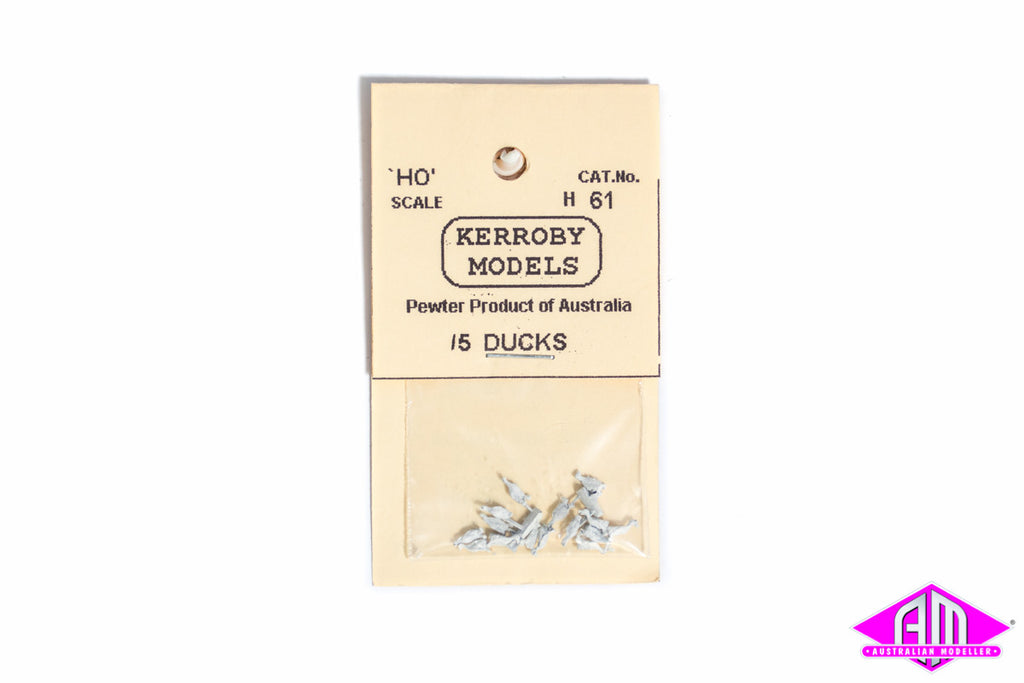 `HO'
SCALE
CAT.No.
H 61
KERROBY
MODELS
Pewter Product of Australia
15 DUCKS
AM
®
AUSTRALIAN MODELLER